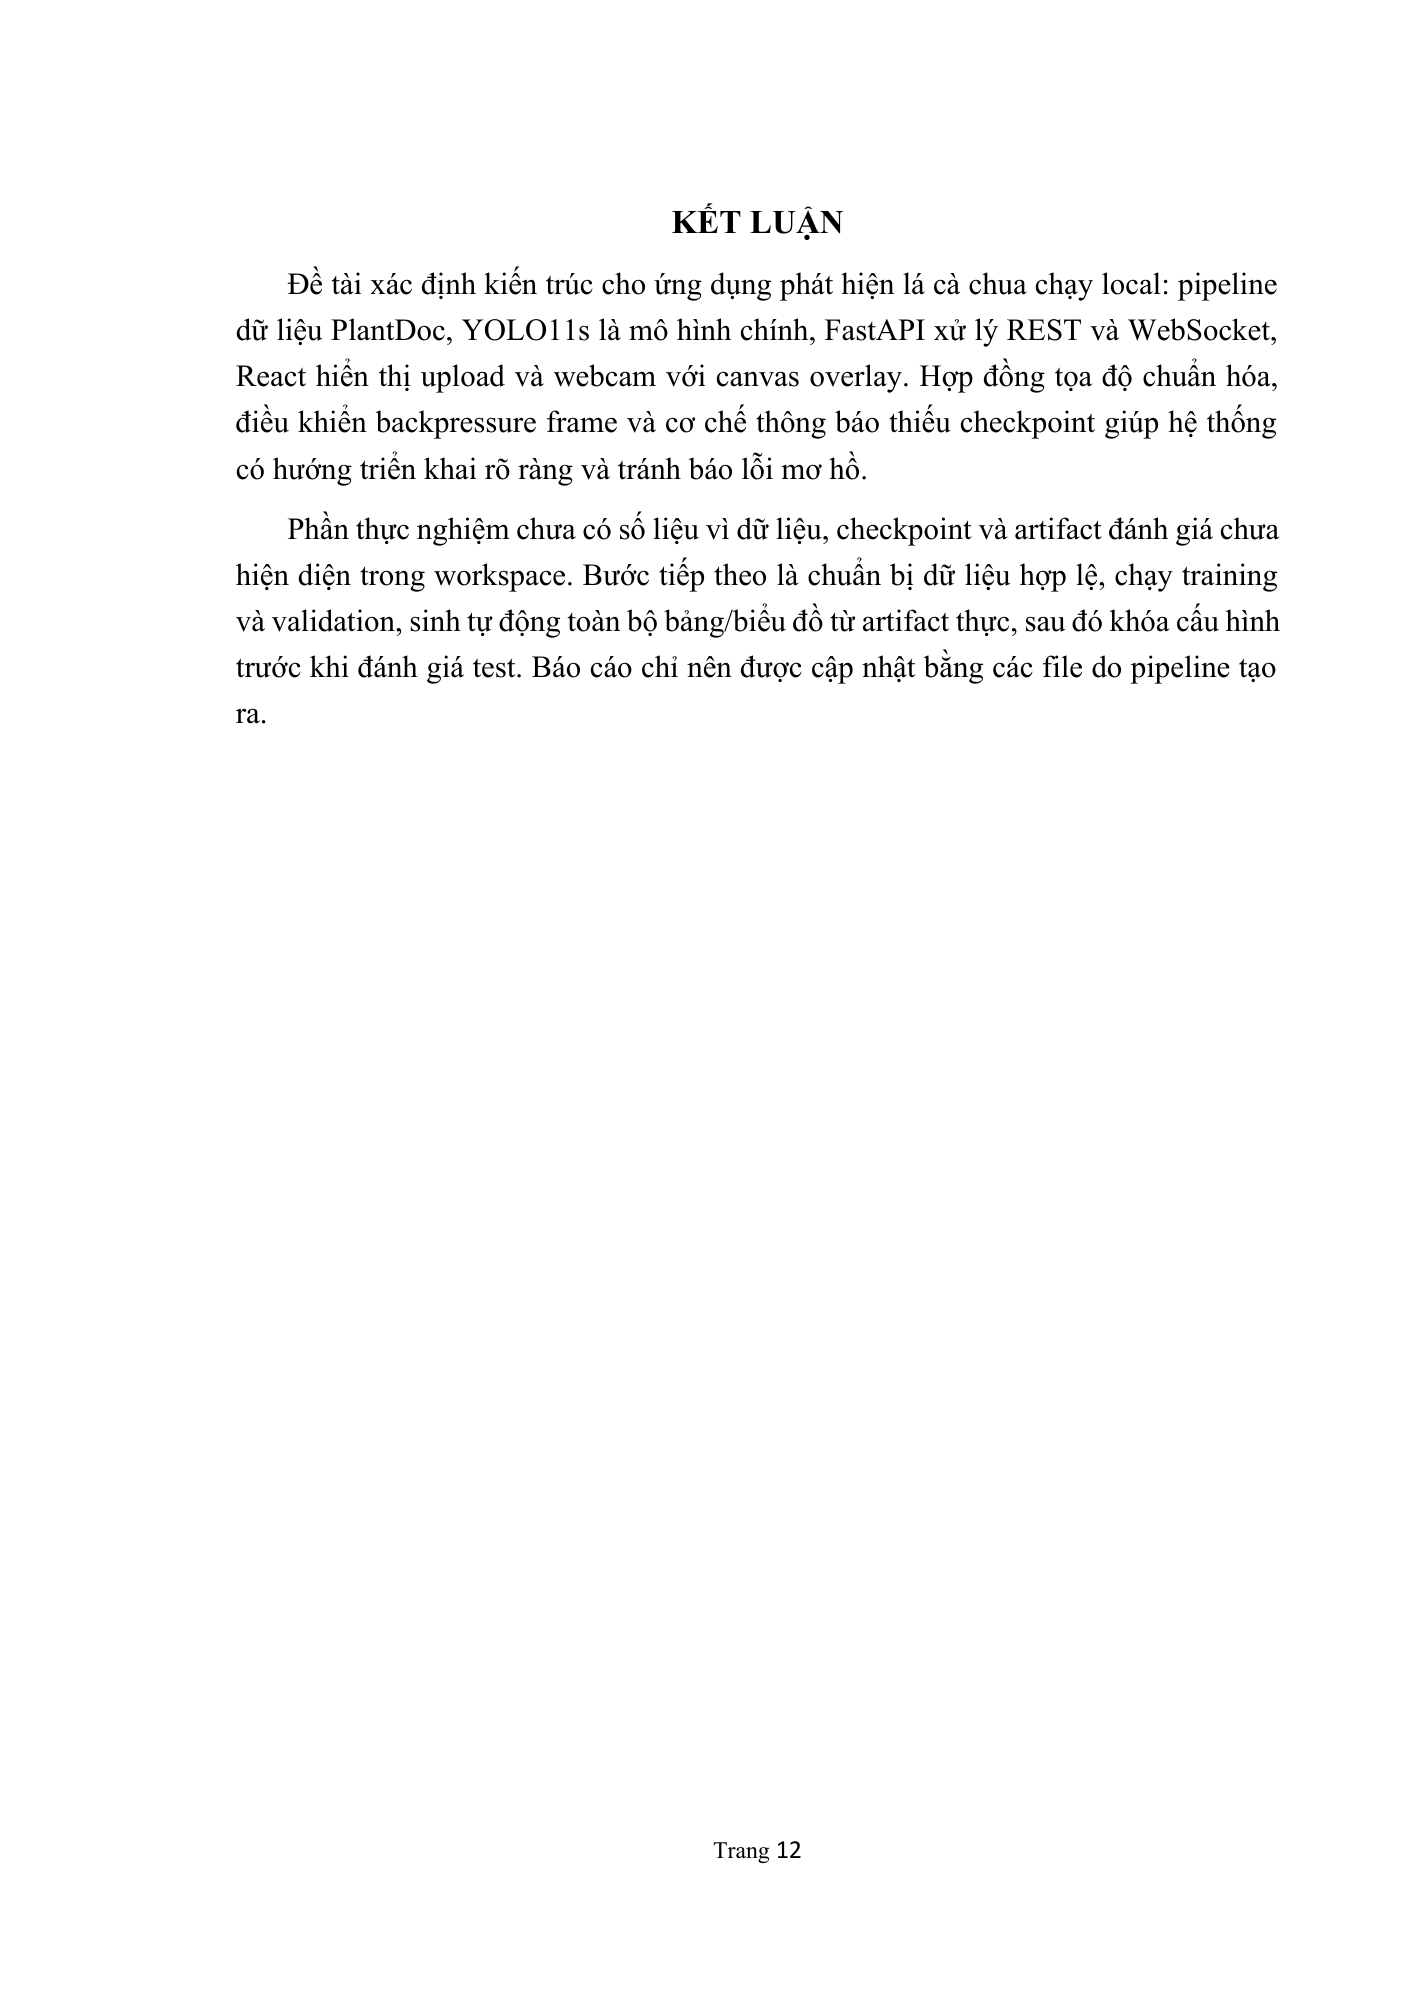 KẾT LUẬN
Đề tài xác định kiến trúc cho ứng dụng phát hiện lá cà chua chạy local: pipeline
dữ liệu PlantDoc, YOLO11s là mô hình chính, FastAPI xử lý REST và WebSocket,
React hiển thị upload và webcam với canvas overlay. Hợp đồng tọa độ chuẩn hóa,
điều khiển backpressure frame và cơ chế thông báo thiếu checkpoint giúp hệ thống
có hướng triển khai rõ ràng và tránh báo lỗi mơ hồ.
Phần thực nghiệm chưa có số liệu vì dữ liệu, checkpoint và artifact đánh giá chưa
hiện diện trong workspace. Bước tiếp theo là chuẩn bị dữ liệu hợp lệ, chạy training
và validation, sinh tự động toàn bộ bảng/biểu đồ từ artifact thực, sau đó khóa cấu hình
trước khi đánh giá test. Báo cáo chỉ nên được cập nhật bằng các file do pipeline tạo
ra.
Trang 12